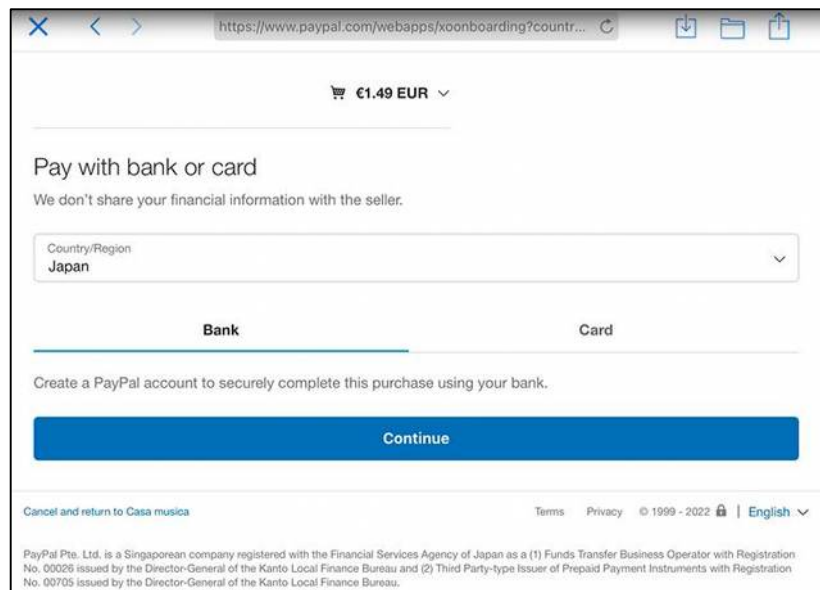 https://www.paypal.com/webapps/xoonboarding?countr...
€1.49 EUR
Pay with bank or card
We don't share your financial information with the seller.
Country/Region
Japan
Bank Card
Create a PayPal account to securely complete this purchase using your bank.
Continue
Cancel and return to Casa musica Terms Privacy © 1999 - 2022 | English
PayPal Pte. Ltd. is a Singaporean company registered with the Financial Services Agency of Japan as a (1) Funds Transfer Business Operator with Registration
No. 00026 issued by the Director-General of the Kanto Local Finance Bureau and (2) Third Party-type Issuer of Prepaid Payment Instruments with Registration
No. 00705 issued by the Director-General of the Kanto Local Finance Bureau.